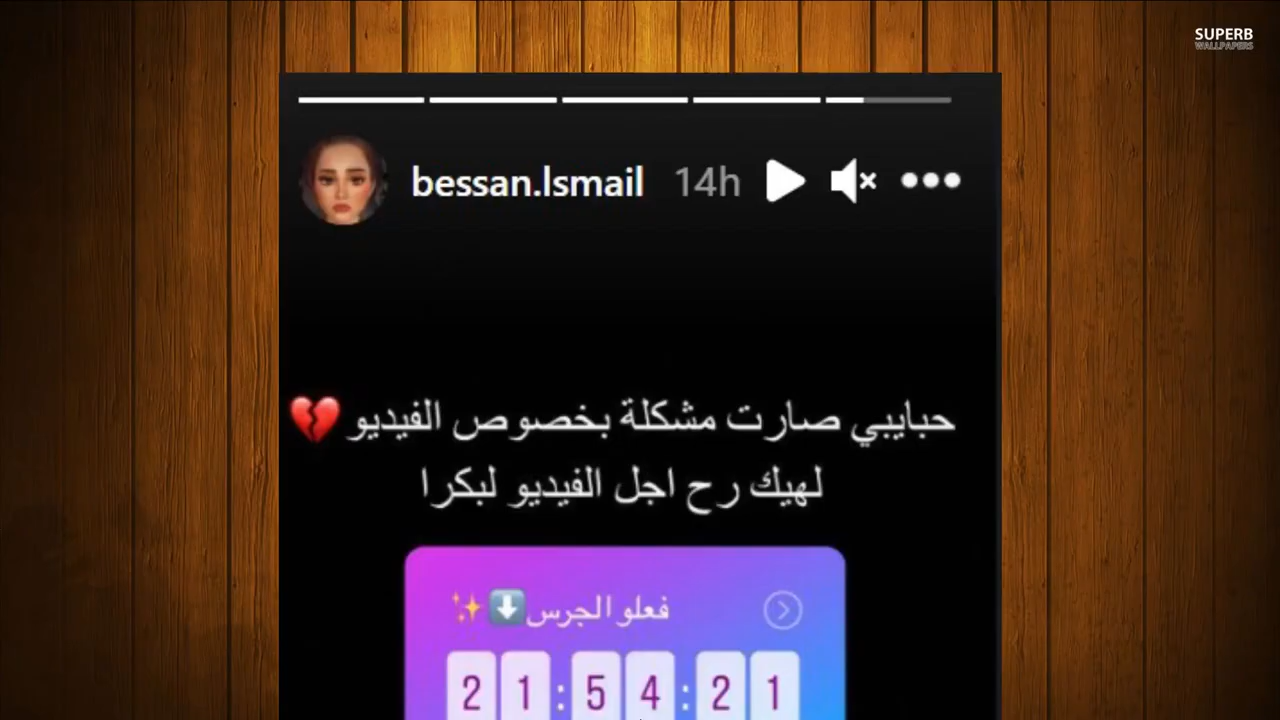 SUPERB
WALLPAPERS
bessan.Ismail 14h
حبايبي صارت مشكلة بخصوص الفيديو 💔
لهيك رح اجل الفيديو لبكرا
فعلو الجرس⬇️✨
21:54:21